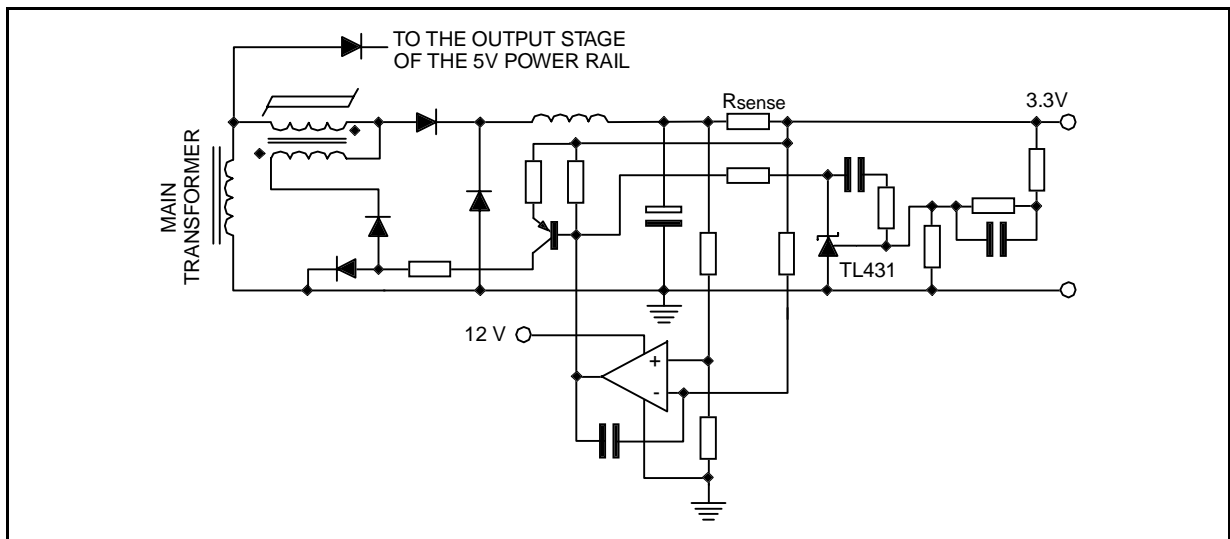 TO THE OUTPUT STAGE
OF THE 5V POWER RAIL
Rsense
3.3V
MAIN
TRANSFORMER
TL431
12 V
+
-